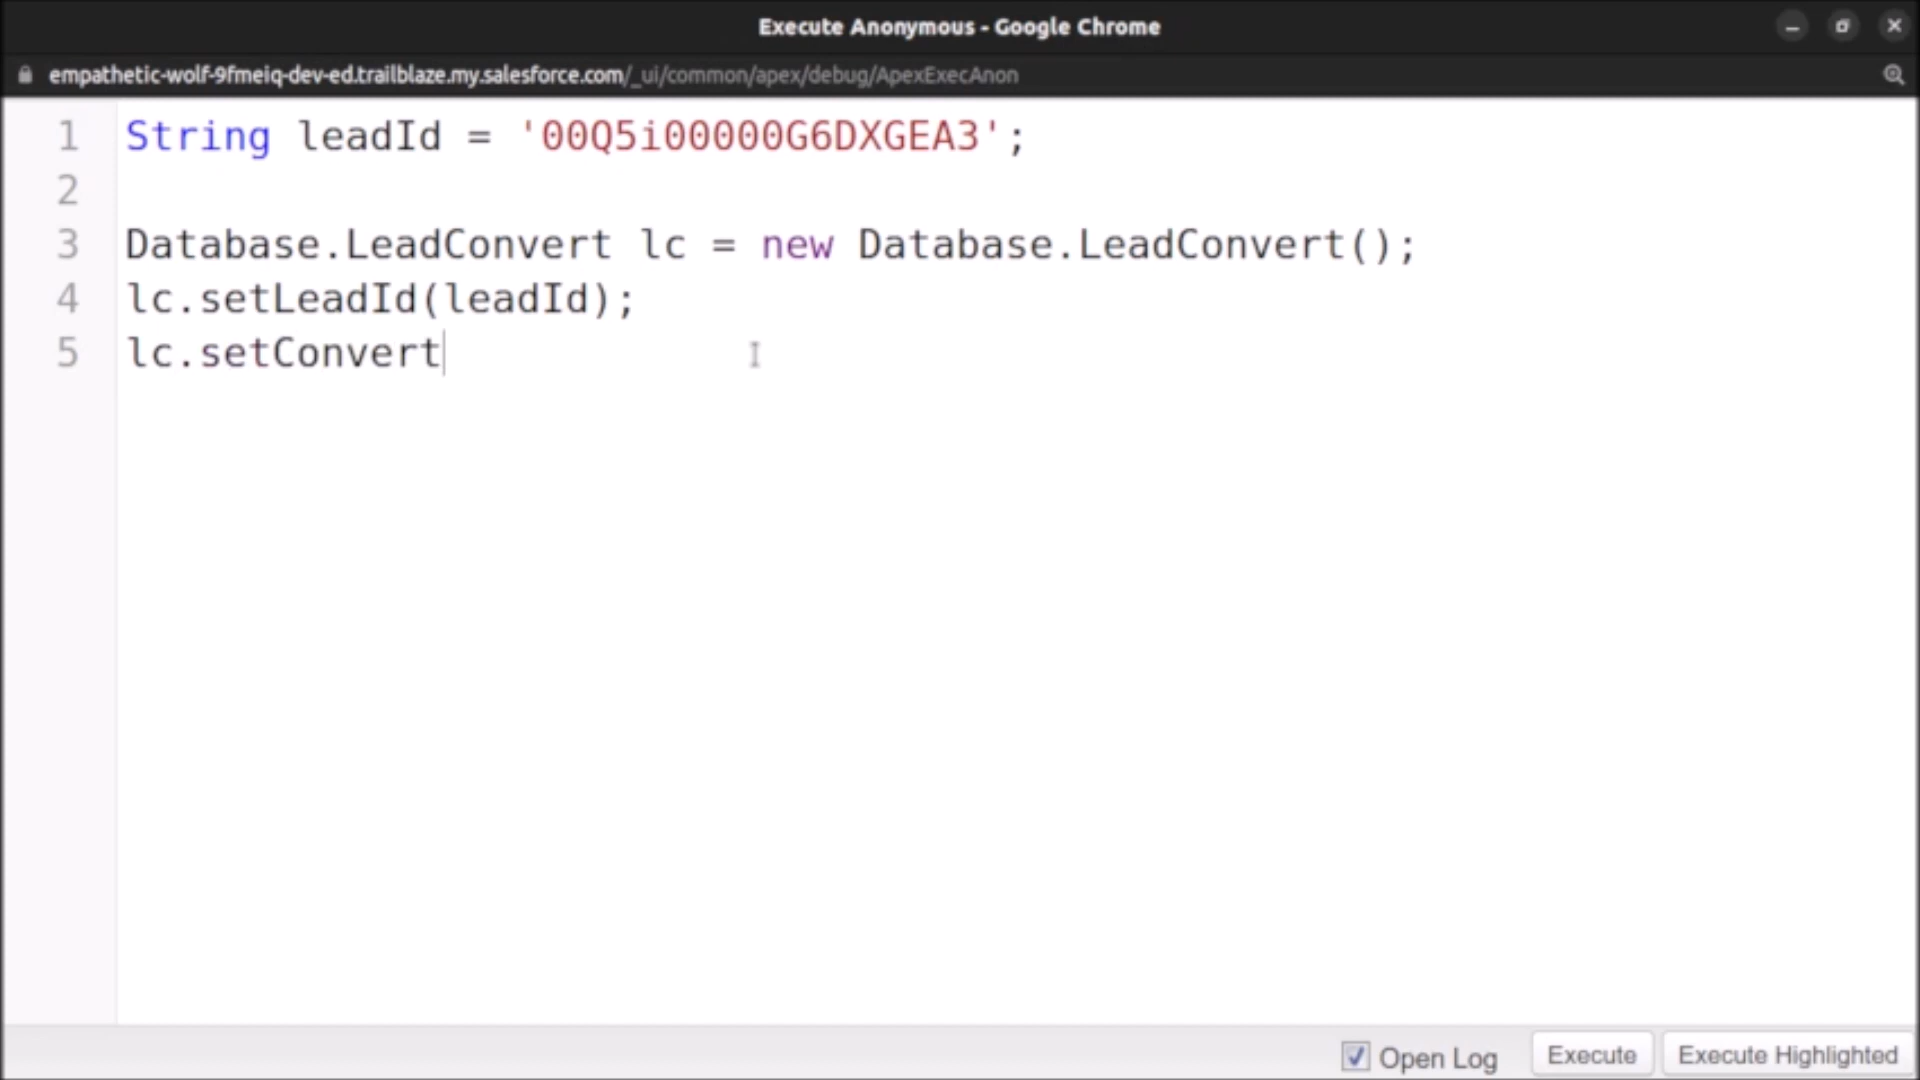 Execute Anonymous - Google Chrome
empathetic-wolf-9fmeiq-dev-ed.trailblaze.my.salesforce.com/_ui/common/apex/debug/ApexExecAnon
1 String leadId = '00Q5i00000G6DXGEA3';
2
3 Database.LeadConvert lc = new Database.LeadConvert();
4 lc.setLeadId(leadId);
5 lc.setConvert
Open Log Execute Execute Highlighted